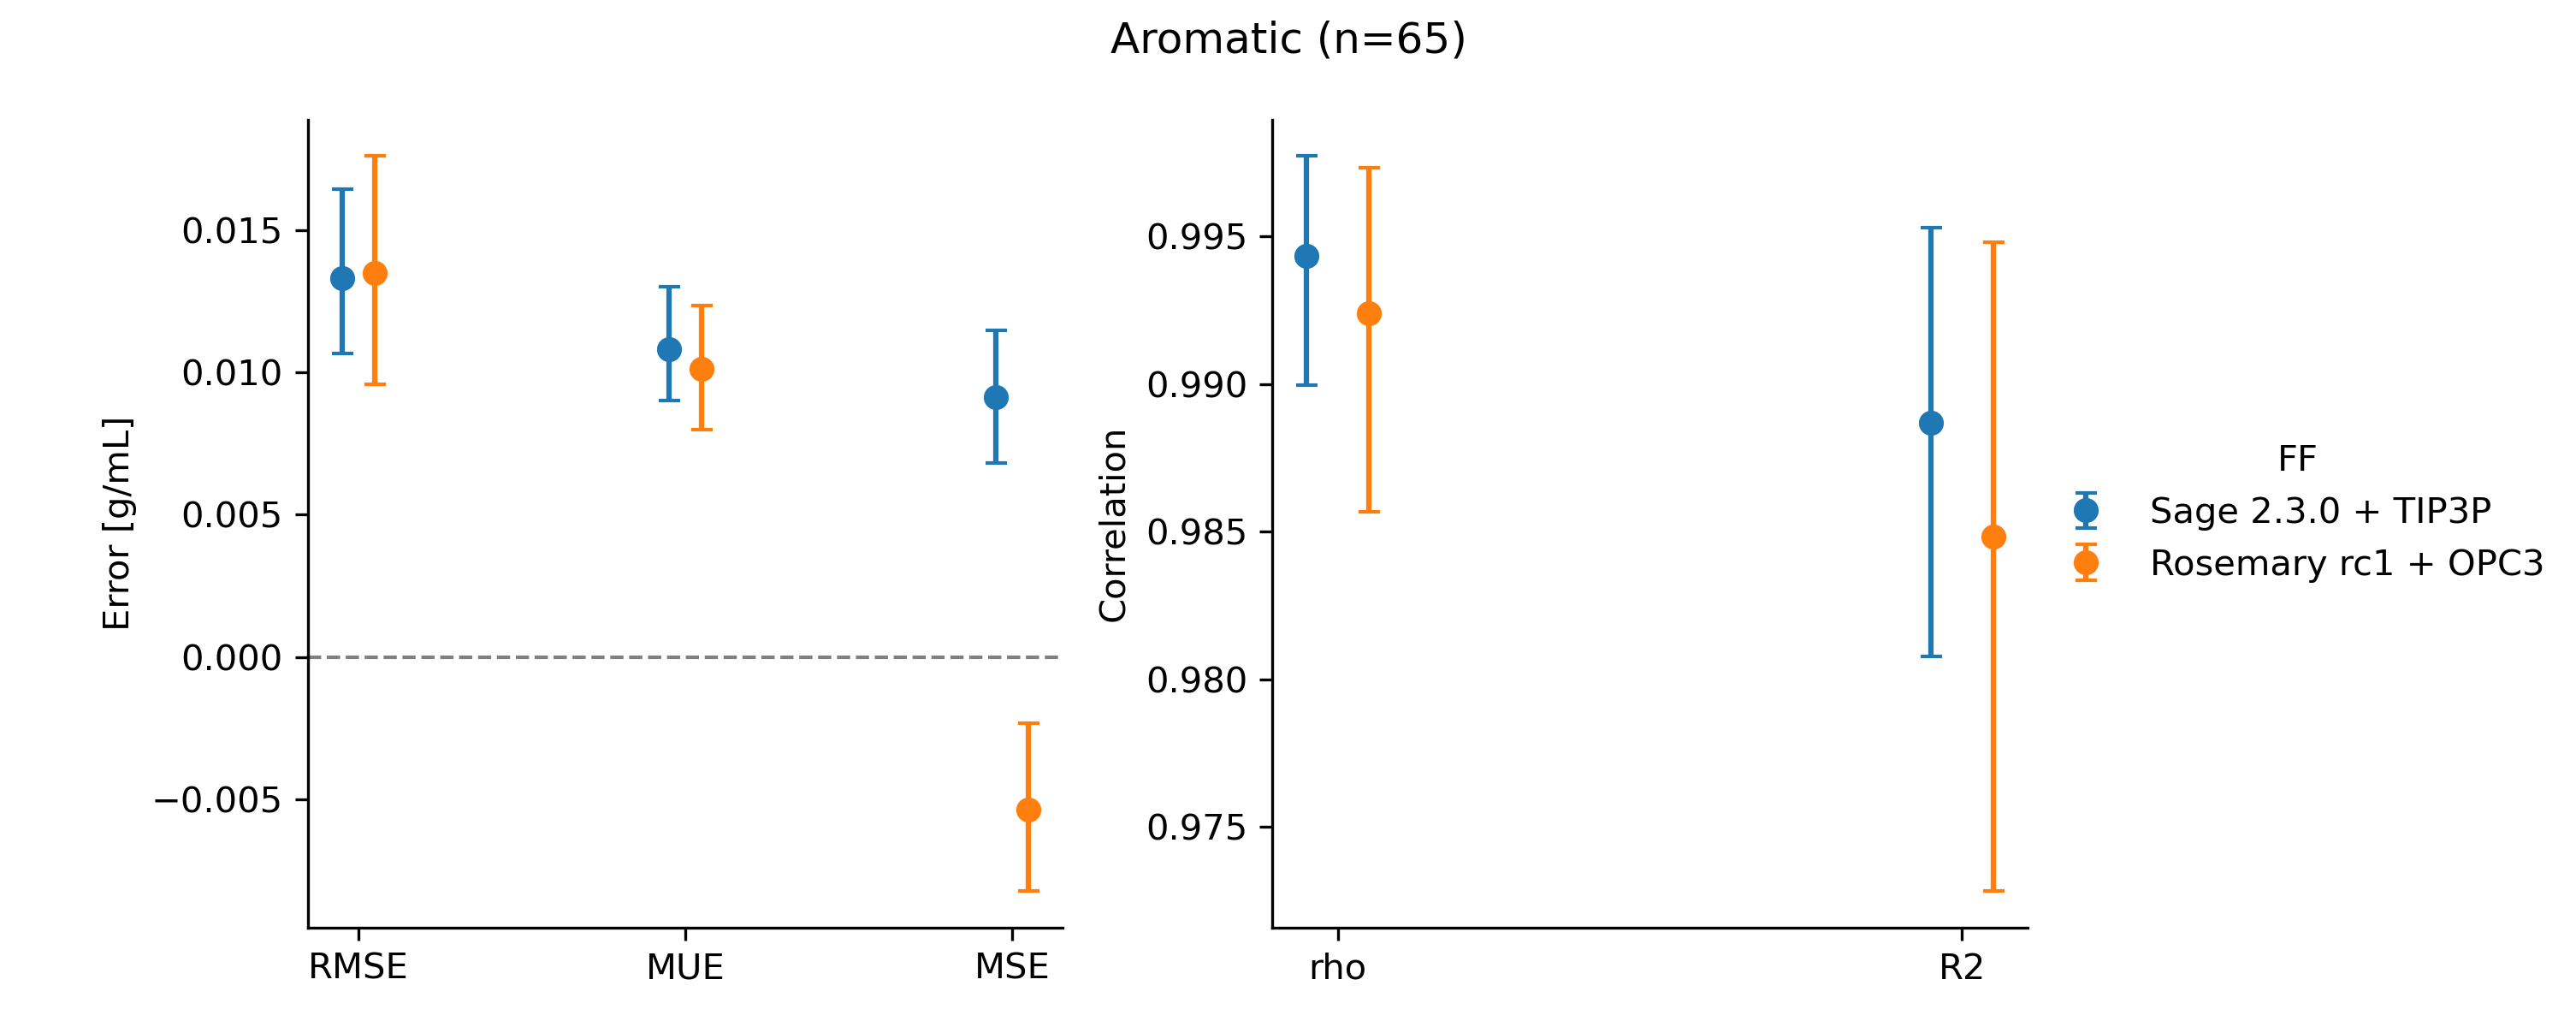 Aromatic (n=65)
Error [g/mL]
0.015
0.010
0.005
0.000
−0.005
RMSE MUE MSE
Correlation
0.995
0.990
0.985
0.980
0.975
rho R2
FF
Sage 2.3.0 + TIP3P
Rosemary rc1 + OPC3